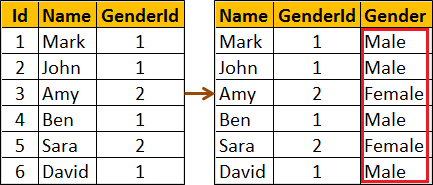 Id Name GenderId
1 Mark 1
2 John 1
3 Amy 2
4 Ben 1
5 Sara 2
6 David 1
Name GenderId Gender
Mark 1 Male
John 1 Male
Amy 2 Female
Ben 1 Male
Sara 2 Female
David 1 Male